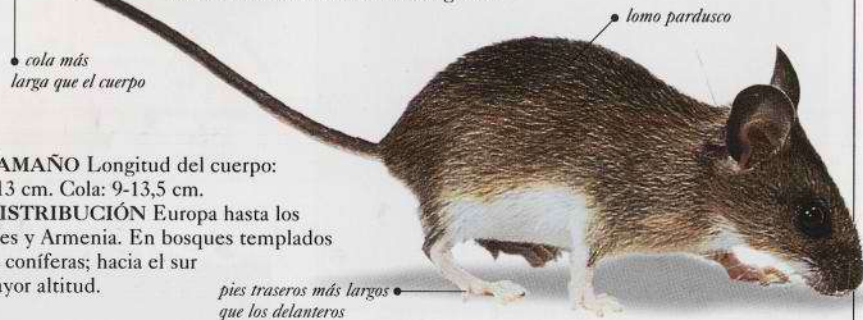 lomo pardusco
cola más
larga que el cuerpo
AMAÑO Longitud del cuerpo:
13 cm. Cola: 9-13,5 cm.
ISTRIBUCIÓN Europa hasta los
es y Armenia. En bosques templados
coníferas; hacia el sur
yor altitud.
pies traseros más largos
que los delanteros